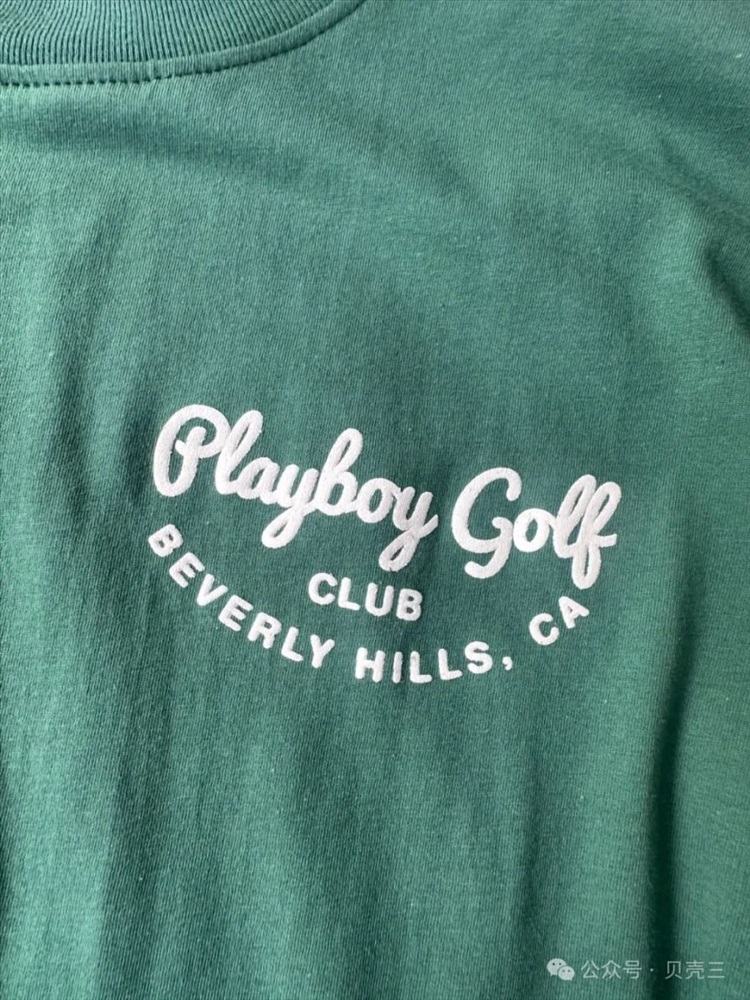 Playboy Golf
CLUB
BEVERLY HILLS, CA
公众号 · 贝壳三